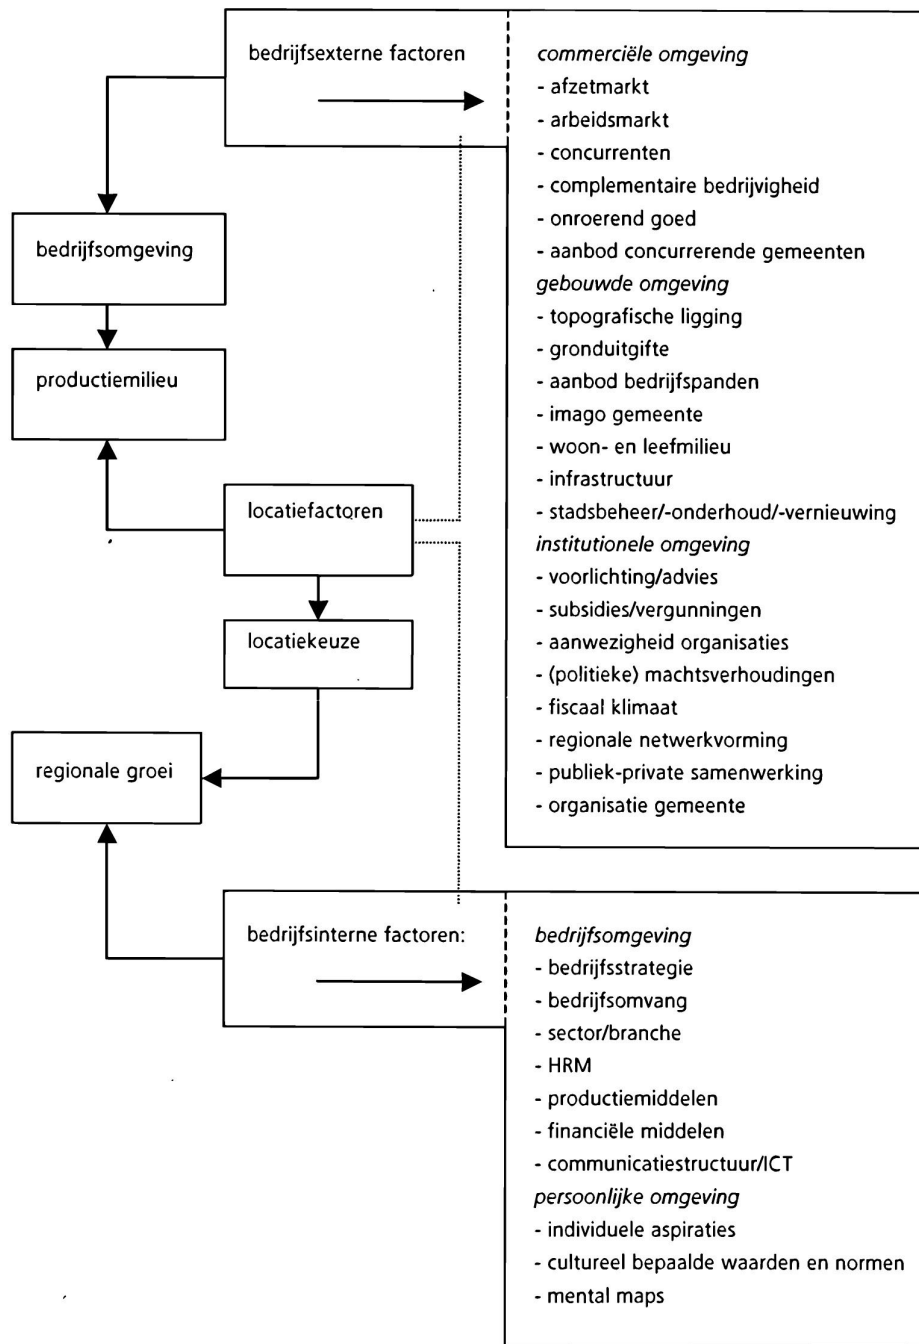 bedrijfsexterne factoren
commerciële omgeving
- afzetmarkt
- arbeidsmarkt
- concurrenten
- complementaire bedrijvigheid
- onroerend goed
- aanbod concurrerende gemeenten
gebouwde omgeving
- topografische ligging
- gronduitgifte
- aanbod bedrijfspanden
- imago gemeente
- woon- en leefmilieu
- infrastructuur
- stadsbeheer/-onderhoud/-vernieuwing
institutionele omgeving
- voorlichting/advies
- subsidies/vergunningen
- aanwezigheid organisaties
- (politieke) machtsverhoudingen
- fiscaal klimaat
- regionale netwerkvorming
- publiek-private samenwerking
- organisatie gemeente
bedrijfsomgeving
productiemilieu
locatiefactoren
locatiekeuze
regionale groei
bedrijfsinterne factoren:
bedrijfsomgeving
- bedrijfsstrategie
- bedrijfsomvang
- sector/branche
- HRM
- productiemiddelen
- financiële middelen
- communicatiestructuur/ICT
persoonlijke omgeving
- individuele aspiraties
- cultureel bepaalde waarden en normen
- mental maps